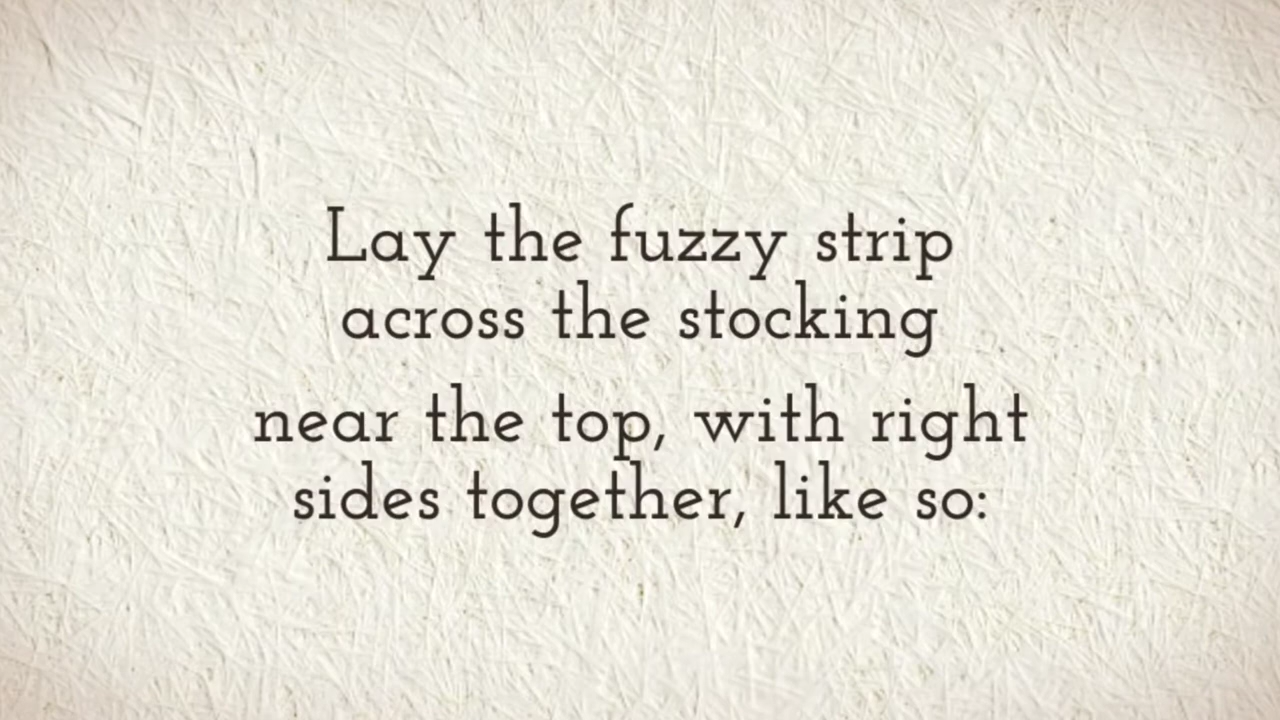 Lay the fuzzy strip
across the stocking
near the top, with right
sides together, like so: